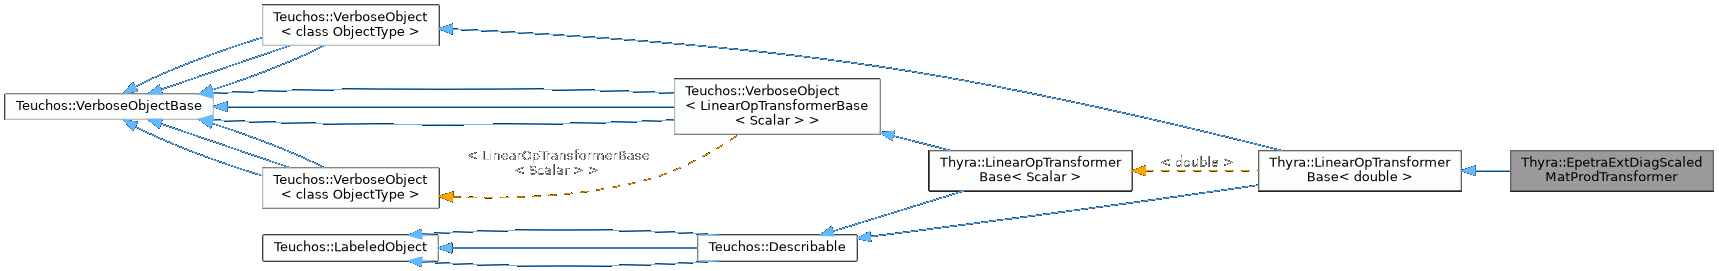 Teuchos::VerboseObject
< class ObjectType >
Teuchos::VerboseObjectBase
Teuchos::VerboseObject
< LinearOpTransformerBase
< Scalar > >
< LinearOpTransformerBase
< Scalar > >
Teuchos::VerboseObject
< class ObjectType >
Thyra::LinearOpTransformer
Base< Scalar >
< double >
Thyra::LinearOpTransformer
Base< double >
Thyra::EpetraExtDiagScaled
MatProdTransformer
Teuchos::LabeledObject
Teuchos::Describable